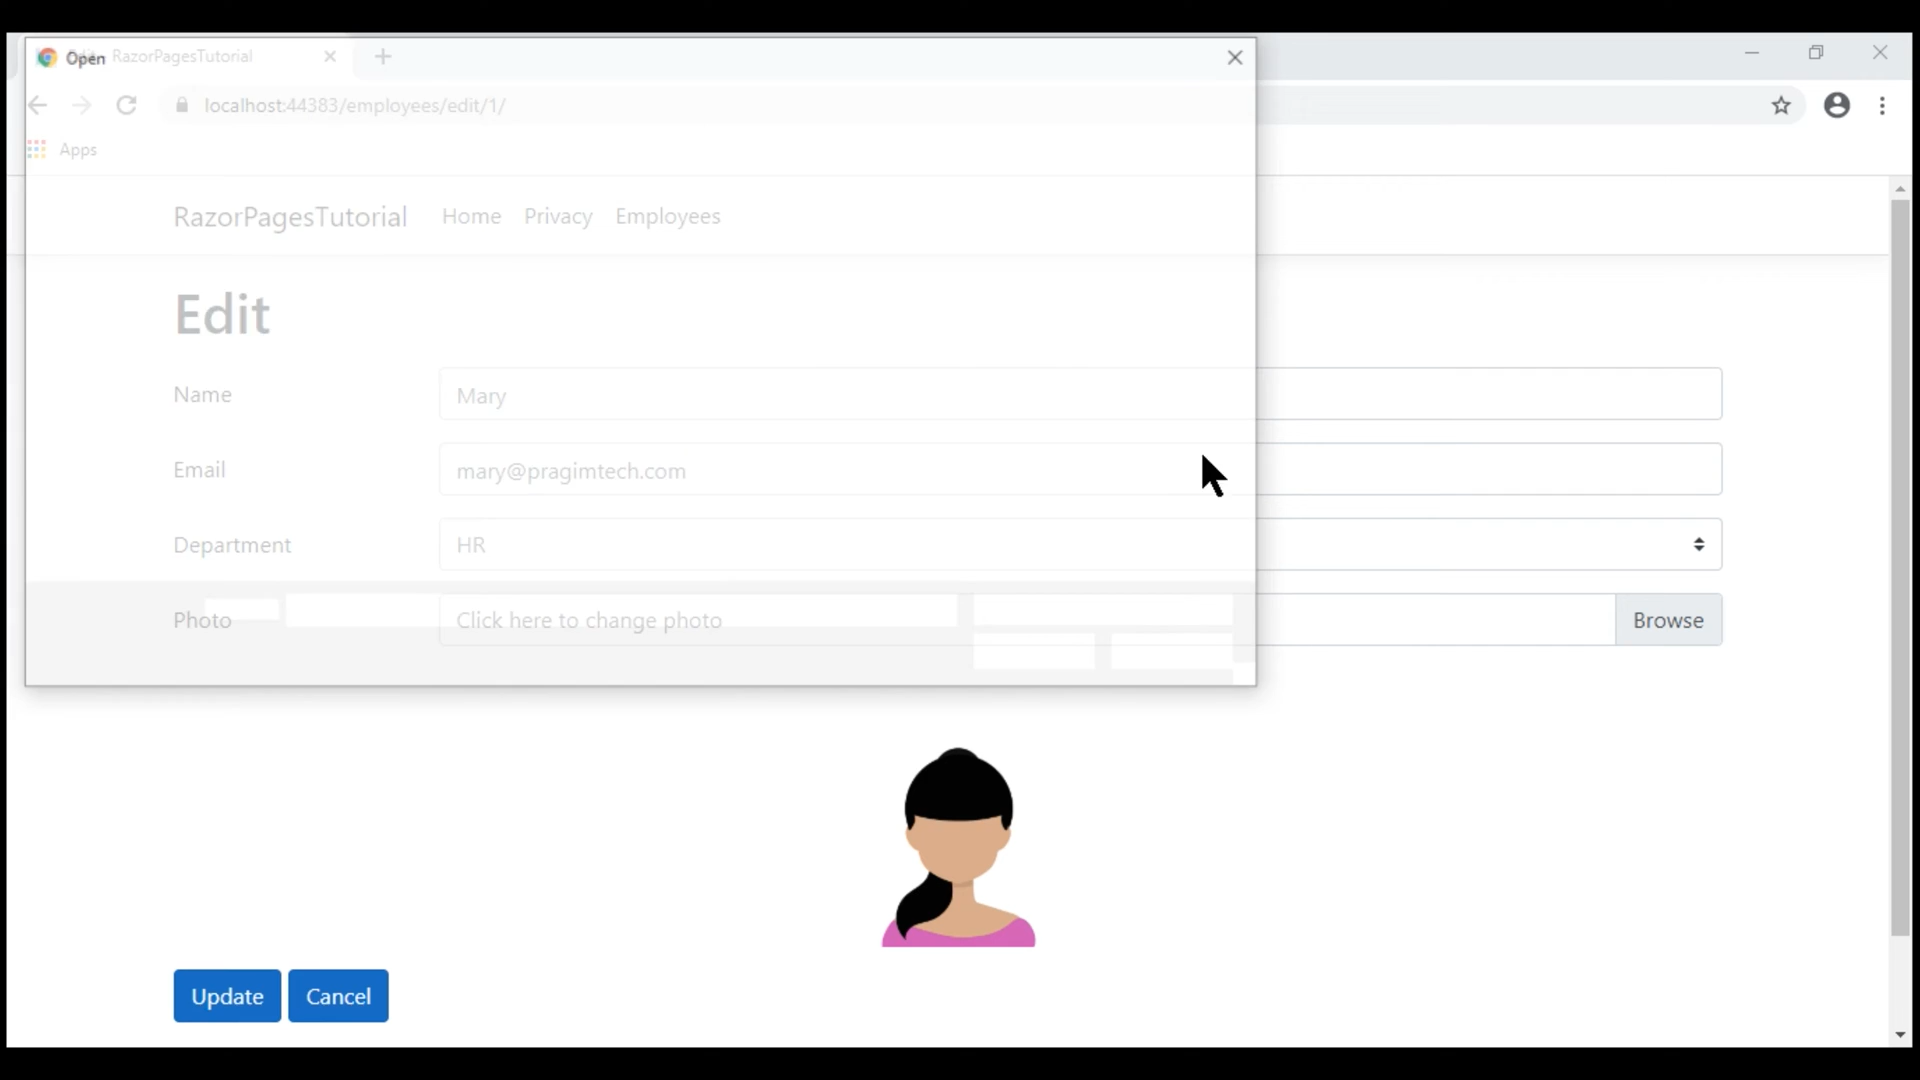 Open RazorPagesTutorial
localhost:44383/employees/edit/1/
Apps
RazorPagesTutorial Home Privacy Employees
Edit
Name Mary
Email mary@pragimtech.com
Department HR
Photo Click here to change photo Browse
Update Cancel